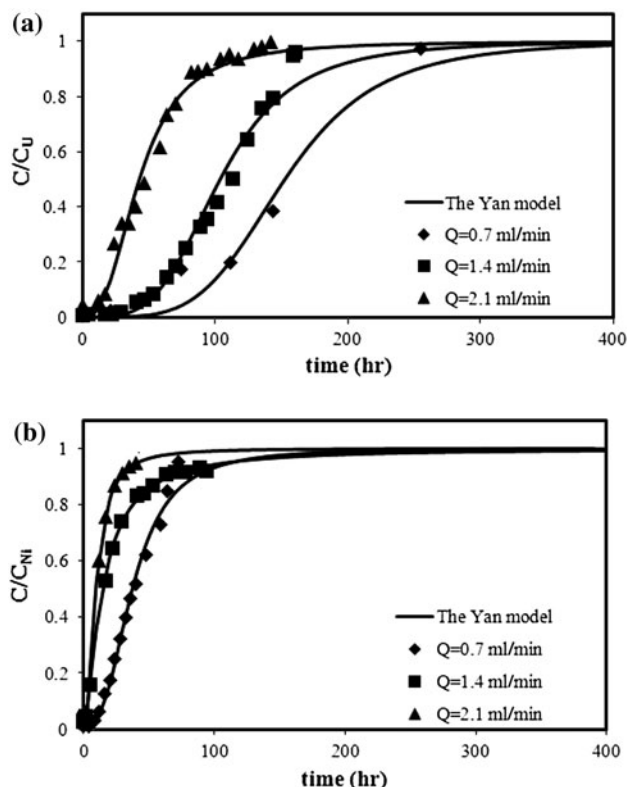 (a)
1
0.8
0.6
0.4
0.2
0
C/C_U
The Yan model
Q=0.7 ml/min
Q=1.4 ml/min
Q=2.1 ml/min
0 100 200 300 400
time (hr)
(b)
1
0.8
0.6
0.4
0.2
0
C/C_Ni
The Yan model
Q=0.7 ml/min
Q=1.4 ml/min
Q=2.1 ml/min
0 100 200 300 400
time (hr)